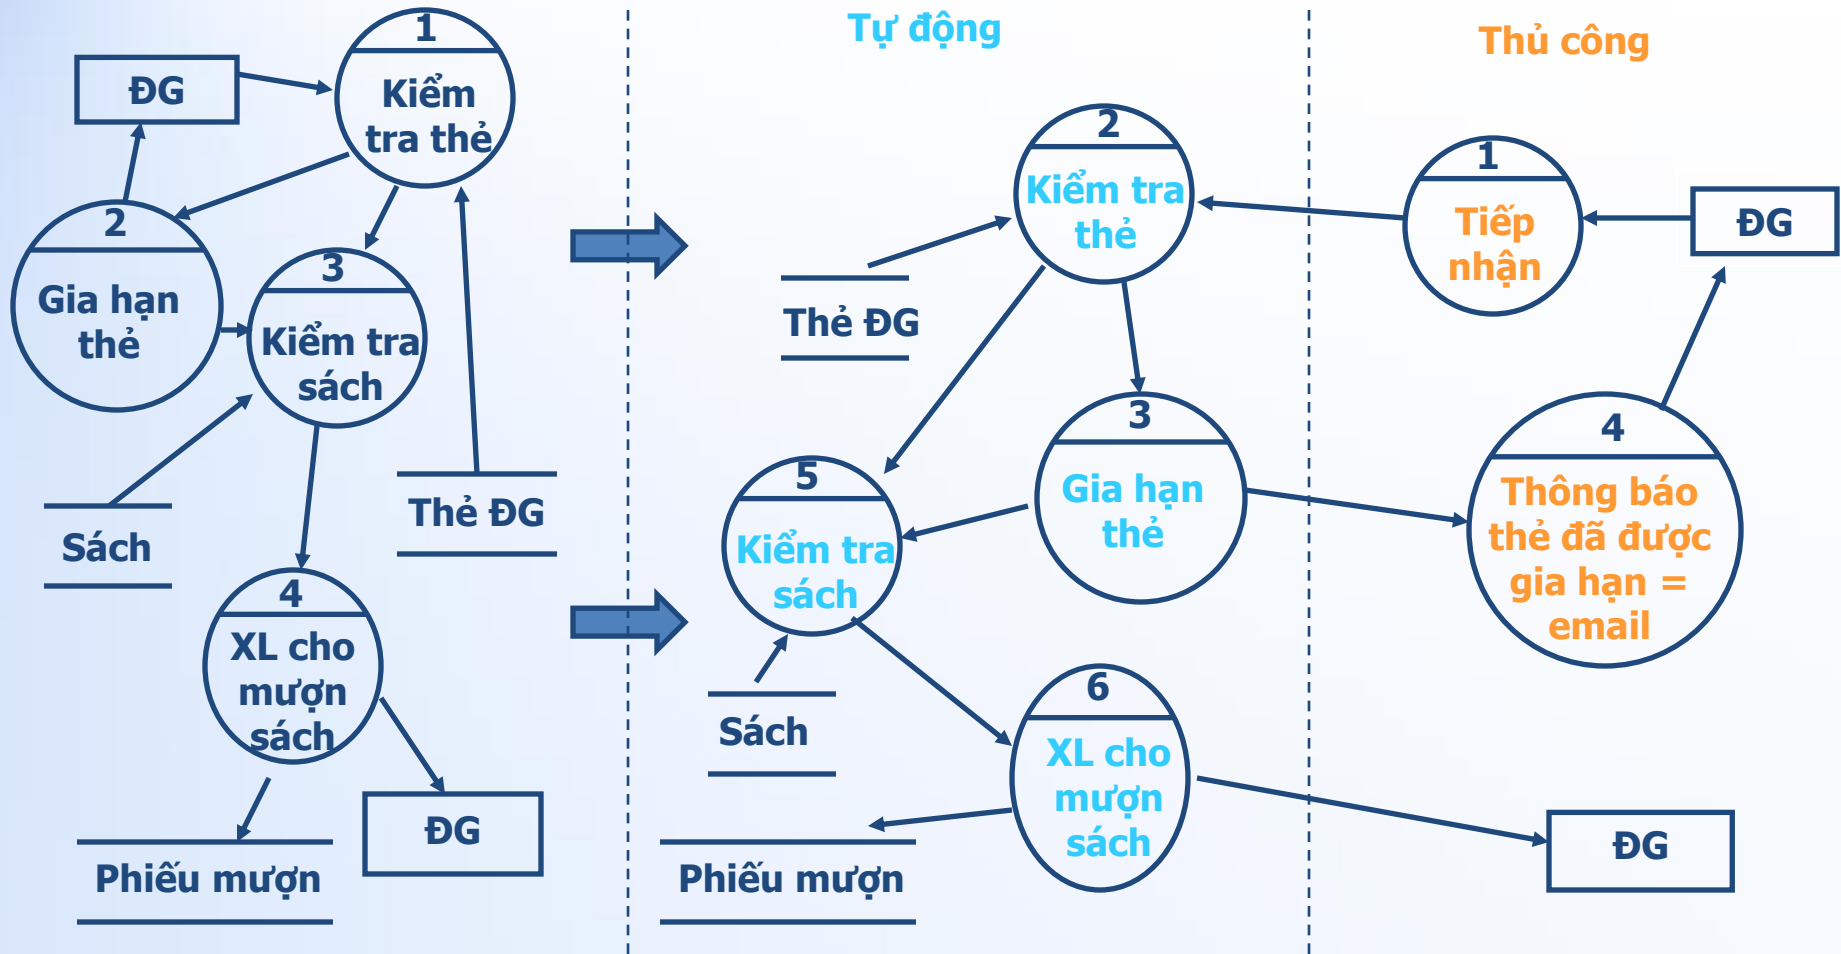 1
Kiểm
tra thẻ
ĐG
2
Gia hạn
thẻ
3
Kiểm tra
sách
Sách
Thẻ ĐG
4
XL cho
mượn
sách
ĐG
Phiếu mượn
Tự động
2
Kiểm tra
thẻ
Thẻ ĐG
3
Gia hạn
thẻ
5
Kiểm tra
sách
Sách
6
XL cho
mượn
sách
Phiếu mượn
Thủ công
1
Tiếp
nhận
ĐG
4
Thông báo
thẻ đã được
gia hạn =
email
ĐG